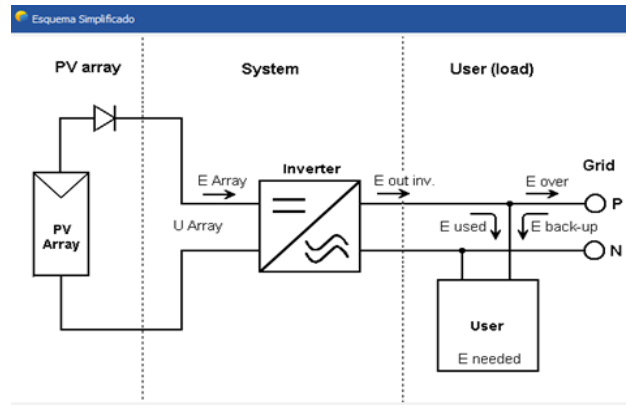 Esquema Simplificado
PV array
System
User (load)
Inverter
Grid
E Array
E out inv.
E over
P
PV
Array
U Array
E used
E back-up
N
User
E needed